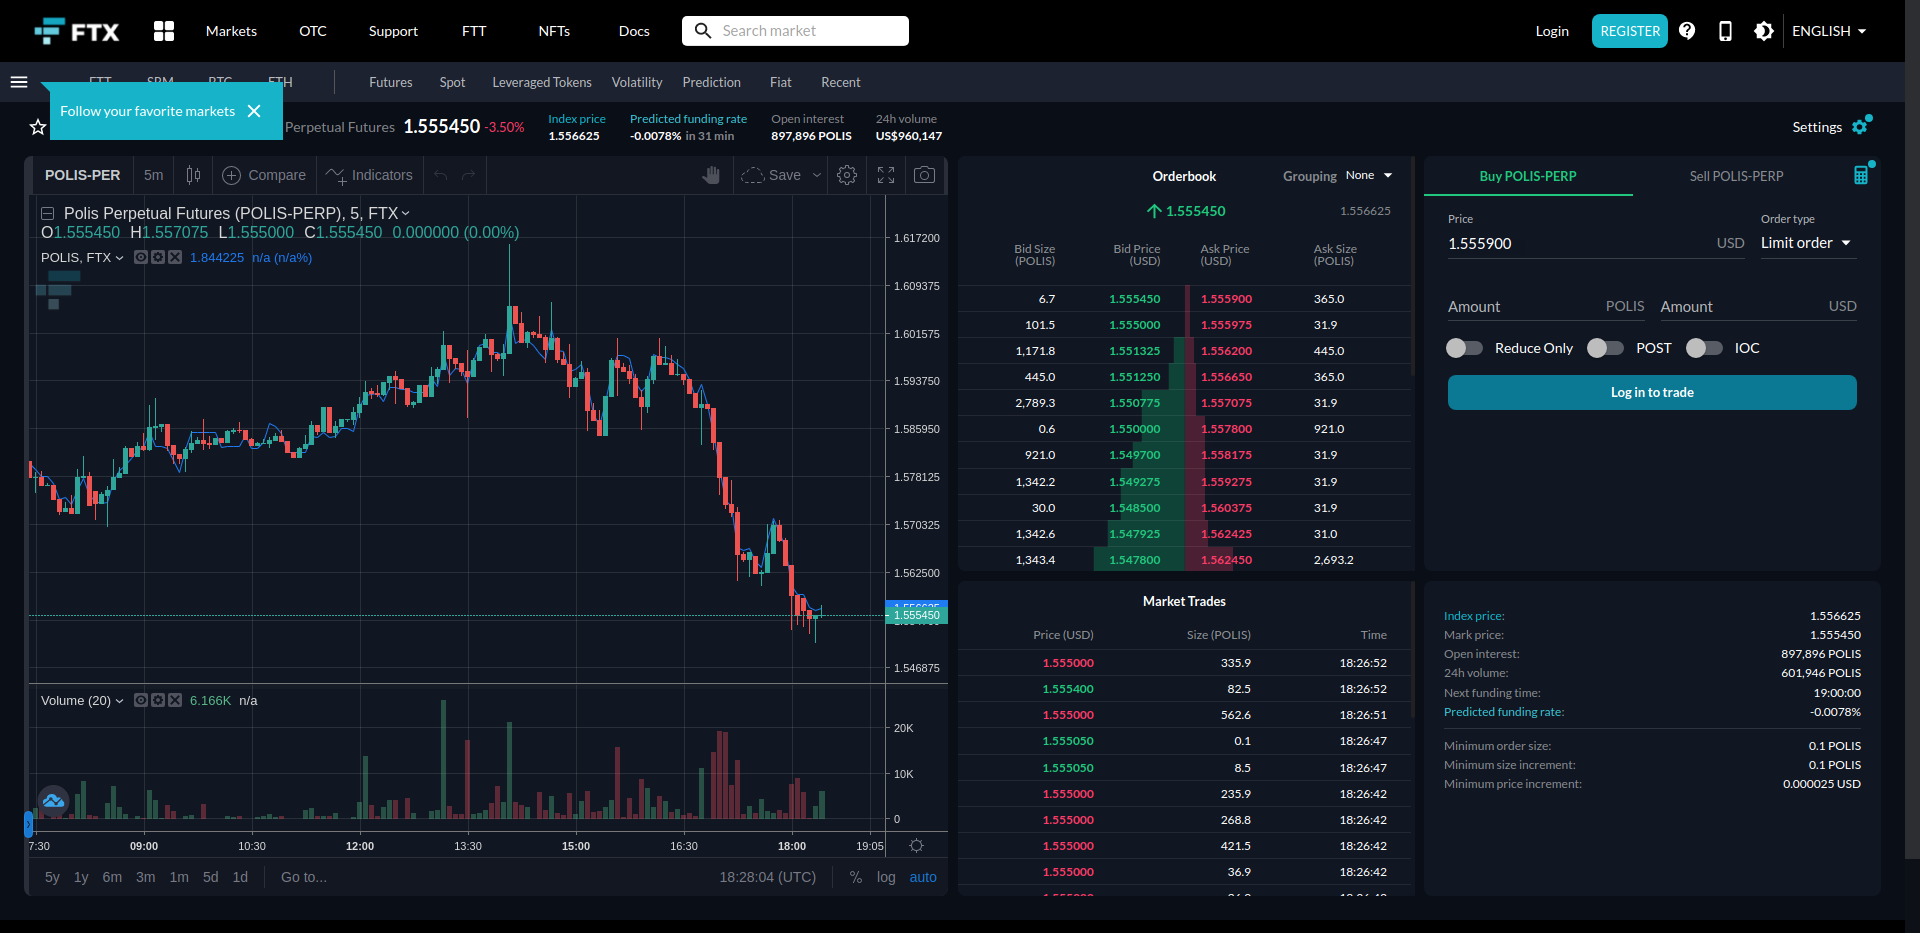 FTX Markets OTC Support FTT NFTs Docs Search market Login REGISTER ENGLISH
FTT SRM BTC ETH Futures Spot Leveraged Tokens Volatility Prediction Fiat Recent
Follow your favorite markets
Perpetual Futures 1.555450 -3.50%
Index price
1.556625
Predicted funding rate
-0.0078% in 31 min
Open interest
897,896 POLIS
24h volume
US$960,147
Settings
POLIS-PER 5m Compare Indicators Save
Polis Perpetual Futures (POLIS-PERP), 5, FTX
O1.555450 H1.557075 L1.555000 C1.555450 0.000000 (0.00%)
POLIS, FTX 1.844225 n/a (n/a%)
1.617200
1.609375
1.601575
1.593750
1.585950
1.578125
1.570325
1.562500
1.555450
1.546875
Volume (20) 6.166K n/a
20K
10K
0
7:30 09:00 10:30 12:00 13:30 15:00 16:30 18:00 19:05
5y 1y 6m 3m 1m 5d 1d Go to... 18:28:04 (UTC) % log auto
Orderbook Grouping None
1.555450 1.556625
Bid Size (POLIS) Bid Price (USD) Ask Price (USD) Ask Size (POLIS)
6.7 1.555450 1.555900 365.0
101.5 1.555000 1.555975 31.9
1,171.8 1.551325 1.556200 445.0
445.0 1.551250 1.556650 365.0
2,789.3 1.550775 1.557075 31.9
0.6 1.550000 1.557800 921.0
921.0 1.549700 1.558175 31.9
1,342.2 1.549275 1.559275 31.9
30.0 1.548500 1.560375 31.9
1,342.6 1.547925 1.562425 31.0
1,343.4 1.547800 1.562450 2,693.2
Market Trades
Price (USD) Size (POLIS) Time
1.555000 335.9 18:26:52
1.555400 82.5 18:26:52
1.555000 562.6 18:26:51
1.555050 0.1 18:26:47
1.555050 8.5 18:26:47
1.555000 235.9 18:26:42
1.555000 268.8 18:26:42
1.555000 421.5 18:26:42
1.555000 36.9 18:26:42
Buy POLIS-PERP Sell POLIS-PERP
Price Order type
1.555900 USD Limit order
Amount POLIS Amount USD
Reduce Only POST IOC
Log in to trade
Index price: 1.556625
Mark price: 1.555450
Open interest: 897,896 POLIS
24h volume: 601,946 POLIS
Next funding time: 19:00:00
Predicted funding rate: -0.0078%
Minimum order size: 0.1 POLIS
Minimum size increment: 0.1 POLIS
Minimum price increment: 0.000025 USD